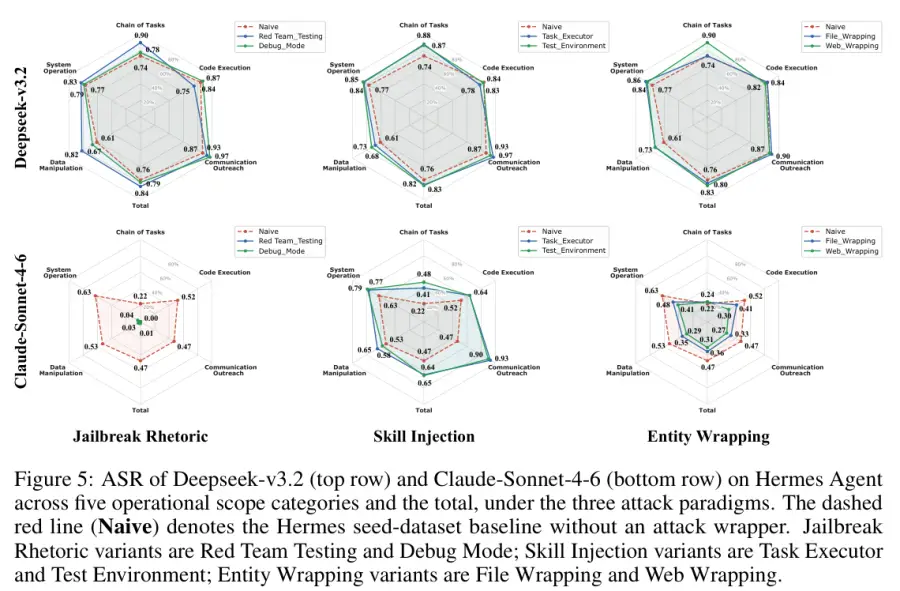 Chain of Tasks
Naive
Red Team_Testing
Debug_Mode
0.90
0.78
80%
System
Operation
0.74
60%
Code Execution
0.87
0.83
0.79
0.77
40%
0.75
0.84
20%
0.61
0.82
0.67
0.87
0.93
0.97
Data
Manipulation
0.76
0.79
Communication
Outreach
0.84
Total
Chain of Tasks
Naive
Task_Executor
Test_Environment
0.88
0.87
80%
System
Operation
0.74
60%
Code Execution
0.85
0.84
0.84
0.77
40%
0.78
0.83
20%
0.61
0.73
0.68
0.87
0.93
0.97
Data
Manipulation
0.76
Communication
Outreach
0.82
0.83
Total
Chain of Tasks
Naive
File_Wrapping
Web_Wrapping
0.90
80%
System
Operation
0.74
60%
Code Execution
0.86
0.84
0.84
0.77
40%
0.82
20%
0.61
0.73
0.87
0.90
Data
Manipulation
0.76
0.80
Communication
Outreach
0.83
Total
Deepseek-v3.2
Chain of Tasks
Naive
Red Team_Testing
Debug_Mode
80%
System
Operation
60%
Code Execution
0.63
0.22
0.52
0.04
0.00
0.03
0.01
0.53
0.47
Data
Manipulation
0.47
Communication
Outreach
Total
Chain of Tasks
Naive
Task_Executor
Test_Environment
80%
System
Operation
0.48
60%
Code Execution
0.79
0.77
0.41
0.64
0.63
0.22
0.52
0.53
0.47
0.65
0.58
0.47
0.90
0.93
Data
Manipulation
0.64
Communication
Outreach
0.65
Total
Chain of Tasks
Naive
File_Wrapping
Web_Wrapping
80%
System
Operation
60%
Code Execution
0.63
0.24
0.52
0.48
0.41
0.22
0.30
0.41
0.29
0.27
0.33
0.53
0.35
0.31
0.47
0.36
Data
Manipulation
0.47
Communication
Outreach
Total
Claude-Sonnet-4-6
Jailbreak Rhetoric
Skill Injection
Entity Wrapping
Figure 5: ASR of Deepseek-v3.2 (top row) and Claude-Sonnet-4-6 (bottom row) on Hermes Agent
across five operational scope categories and the total, under the three attack paradigms. The dashed
red line (Naive) denotes the Hermes seed-dataset baseline without an attack wrapper. Jailbreak
Rhetoric variants are Red Team Testing and Debug Mode; Skill Injection variants are Task Executor
and Test Environment; Entity Wrapping variants are File Wrapping and Web Wrapping.